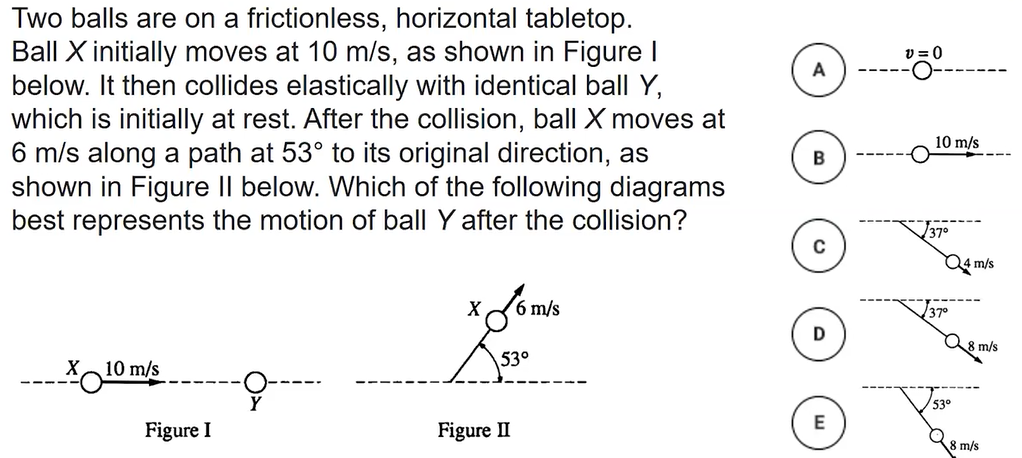 Two balls are on a frictionless, horizontal tabletop.
Ball X initially moves at 10 m/s, as shown in Figure I
below. It then collides elastically with identical ball Y,
which is initially at rest. After the collision, ball X moves at
6 m/s along a path at 53° to its original direction, as
shown in Figure II below. Which of the following diagrams
best represents the motion of ball Y after the collision?
X 10 m/s
Y
Figure I
X 6 m/s
53°
Figure II
A
v = 0
B
10 m/s
C
37°
4 m/s
D
37°
8 m/s
E
53°
8 m/s